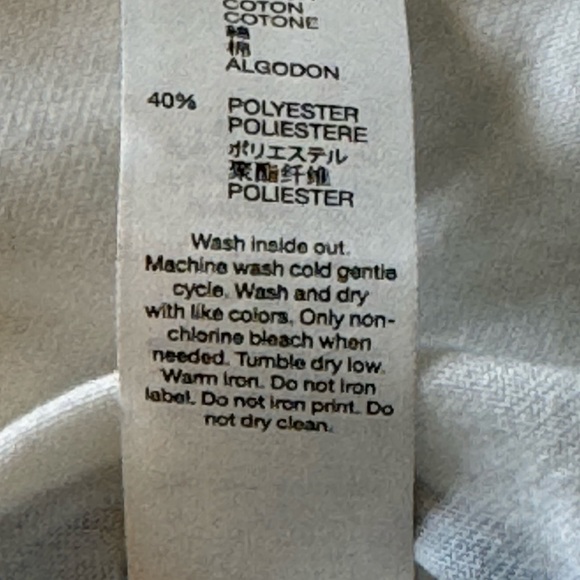 COTON
COTONE
綿
棉
ALGODON
40% POLYESTER
POLIESTERE
ポリエステル
聚酯纤维
POLIESTER
Wash inside out.
Machine wash cold gentle
cycle. Wash and dry
with like colors. Only non-
chlorine bleach when
needed. Tumble dry low.
Warm iron. Do not iron
label. Do not iron print. Do
not dry clean.